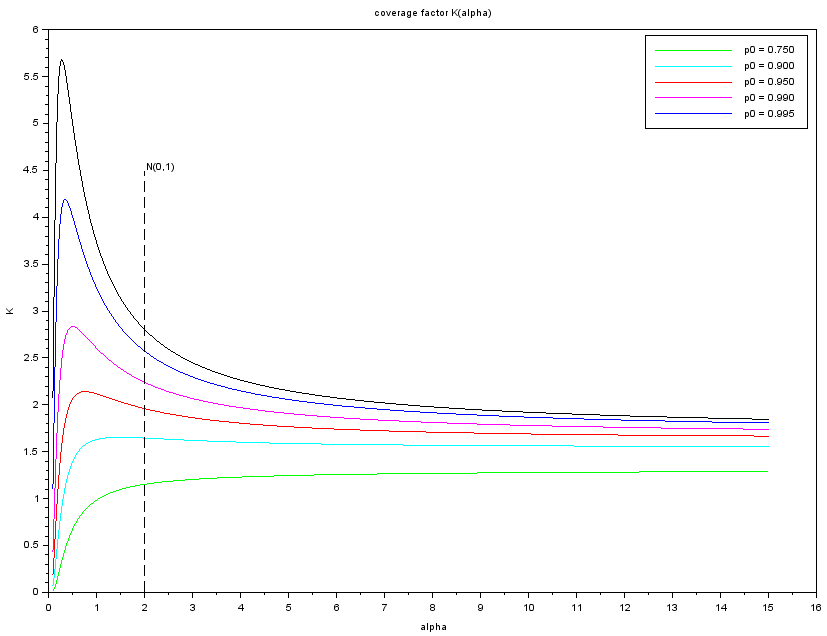 coverage factor K(alpha)
p0 = 0.750
p0 = 0.900
p0 = 0.950
p0 = 0.990
p0 = 0.995
N(0,1)
K
6
5.5
5
4.5
4
3.5
3
2.5
2
1.5
1
0.5
0
0 1 2 3 4 5 6 7 8 9 10 11 12 13 14 15 16
alpha